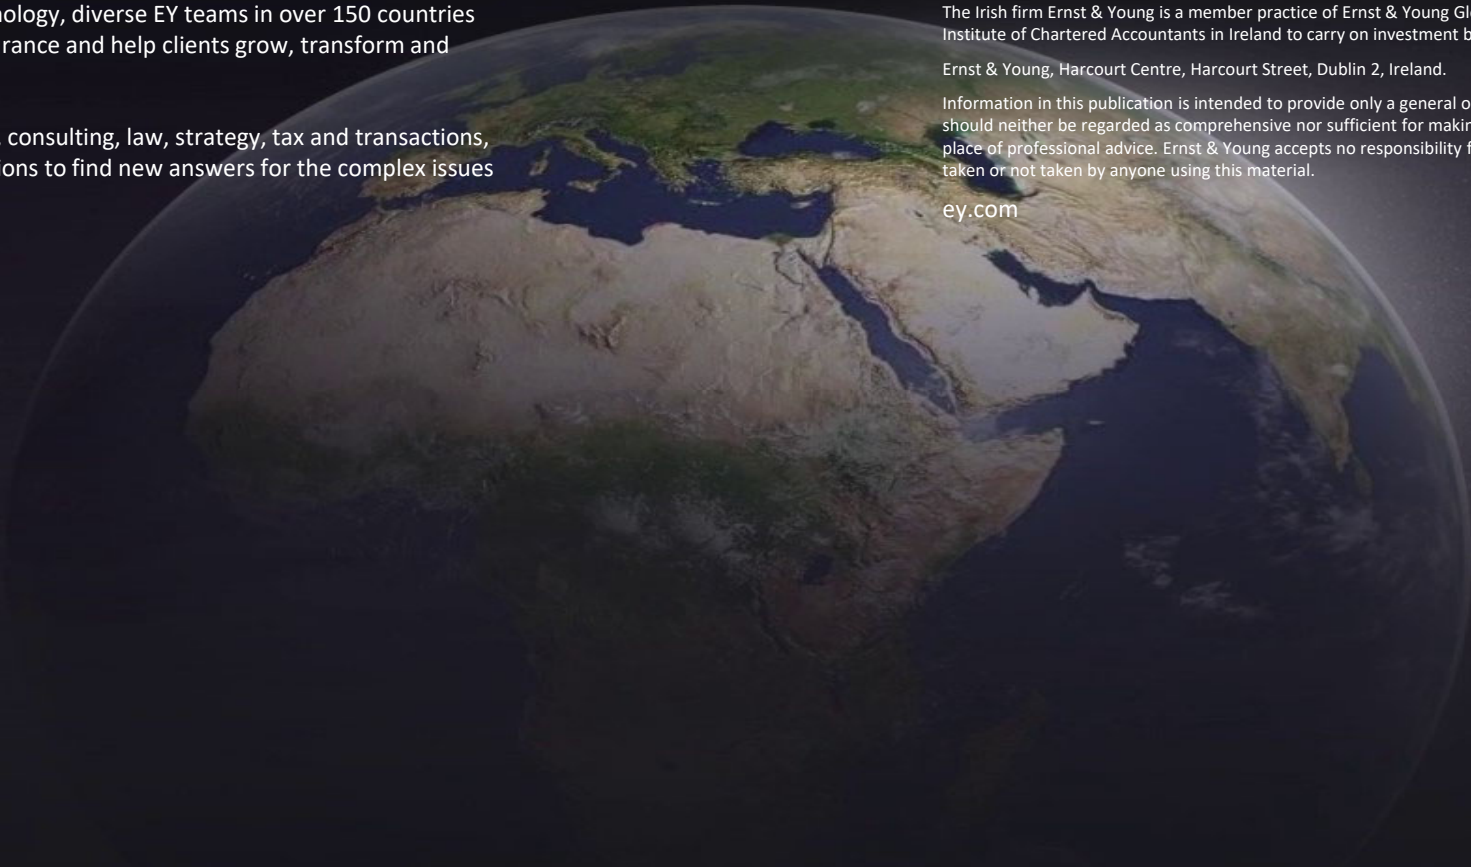 nology, diverse EY teams in over 150 countries
rance and help clients grow, transform and
consulting, law, strategy, tax and transactions,
ions to find new answers for the complex issues
The Irish firm Ernst & Young is a member practice of Ernst & Young Gl
Institute of Chartered Accountants in Ireland to carry on investment b
Ernst & Young, Harcourt Centre, Harcourt Street, Dublin 2, Ireland.
Information in this publication is intended to provide only a general o
should neither be regarded as comprehensive nor sufficient for makin
place of professional advice. Ernst & Young accepts no responsibility f
taken or not taken by anyone using this material.
ey.com